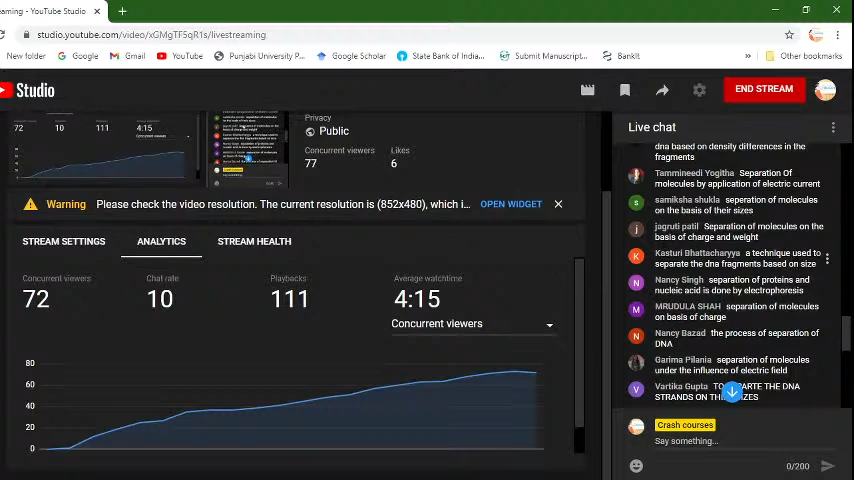 eaming - YouTube Studio
studio.youtube.com/video/xGMgTF5qR1s/livestreaming
New folder Google Gmail YouTube Punjabi University P... Google Scholar State Bank of India... Submit Manuscript... BankIt » Other bookmarks
Studio
END STREAM
72 10 111 4:15
Privacy
Public
Concurrent viewers Likes
77 6
Warning Please check the video resolution. The current resolution is (852x480), which i... OPEN WIDGET
STREAM SETTINGS ANALYTICS STREAM HEALTH
Concurrent viewers Chat rate Playbacks Average watchtime
72 10 111 4:15
Concurrent viewers
80
60
40
20
0
Live chat
dna based on density differences in the
fragments
Tammineedi Yogitha Separation Of
molecules by application of electric current
samiksha shukla seperation of molecules
on the basis of their sizes
jagruti patil Separation of molecules on the
basis of charge and weight
Kasturi Bhattacharyya a technique used to
separate the dna fragments based on size
Nancy Singh separation of proteins and
nucleic acid is done by electrophoresis
MRUDULA SHAH separation of molecules
on basis of charge
Nancy Bazad the process of separation of
DNA
Garima Pilania separation of molecules
under the influence of electric field
Vartika Gupta THE DNA
STRANDS ON
Crash courses
Say something...
0/200